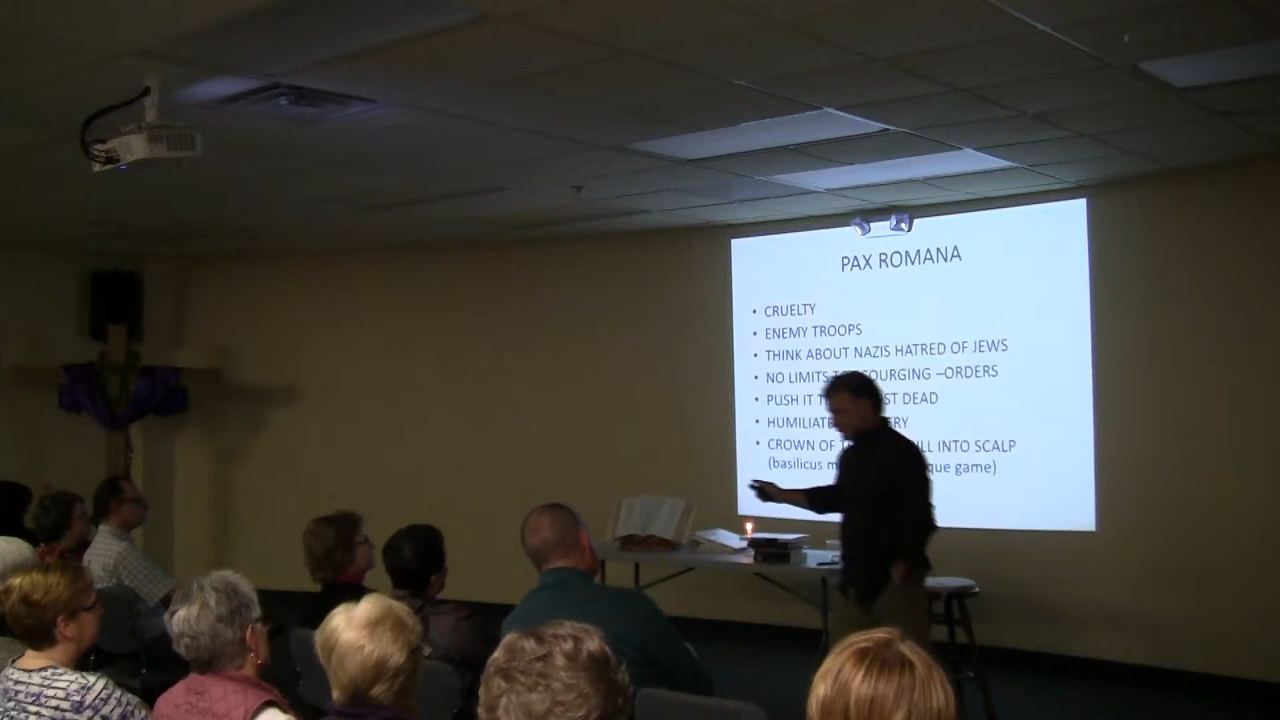 PAX ROMANA
• CRUELTY
• ENEMY TROOPS
• THINK ABOUT NAZIS HATRED OF JEWS
• NO LIMITS SCOURGING –ORDERS
• PUSH IT DEAD
• CROWN OF INTO SCALP
(basilicus game)